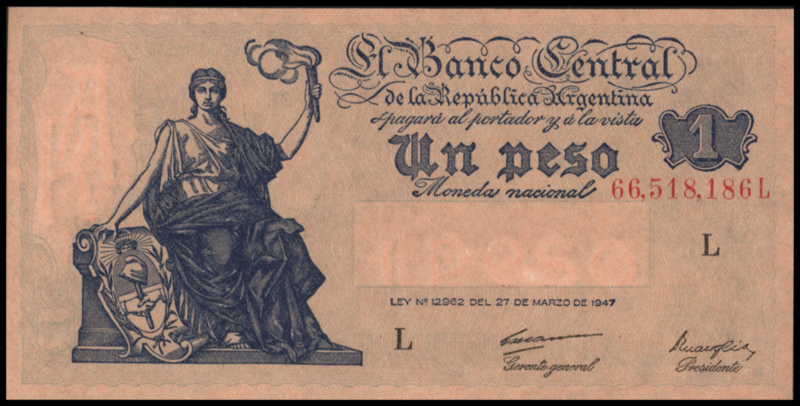 El Banco Central
de la República Argentina
pagará al portador y á la vista
Un peso
1
Moneda nacional
66,518,186L
L
LEY Nº 12962 DEL 27 DE MARZO DE 1947
L
Gerente general
Presidente